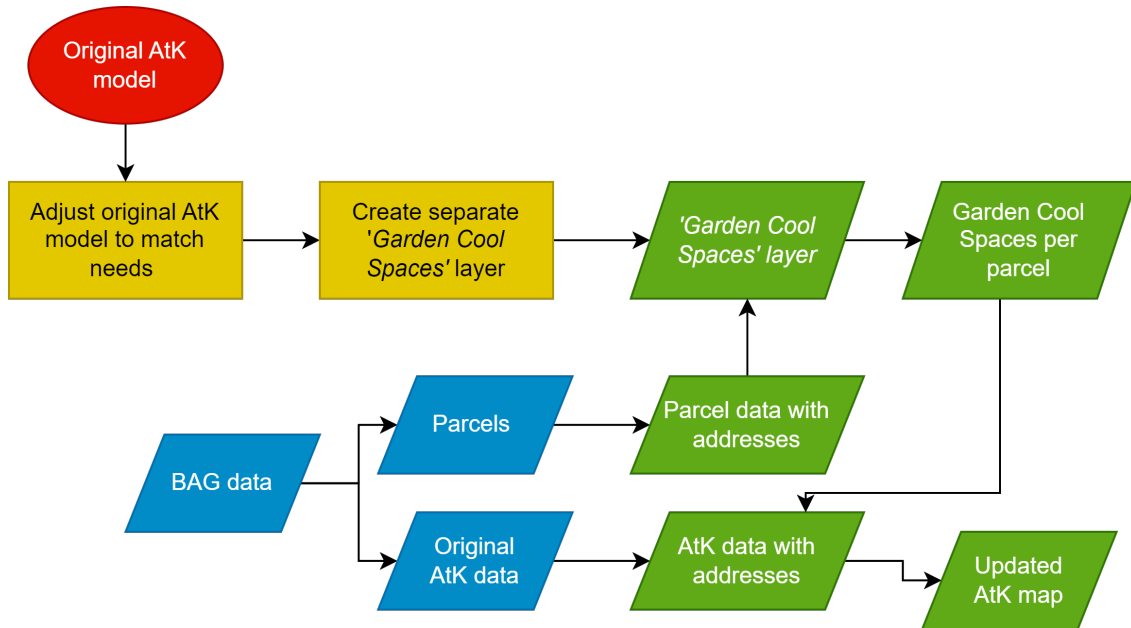 Original AtK
model
Adjust original AtK
model to match
needs
Create separate
'Garden Cool
Spaces' layer
'Garden Cool
Spaces' layer
Garden Cool
Spaces per
parcel
Parcels
Parcel data with
addresses
BAG data
Original
AtK data
AtK data with
addresses
Updated
AtK map